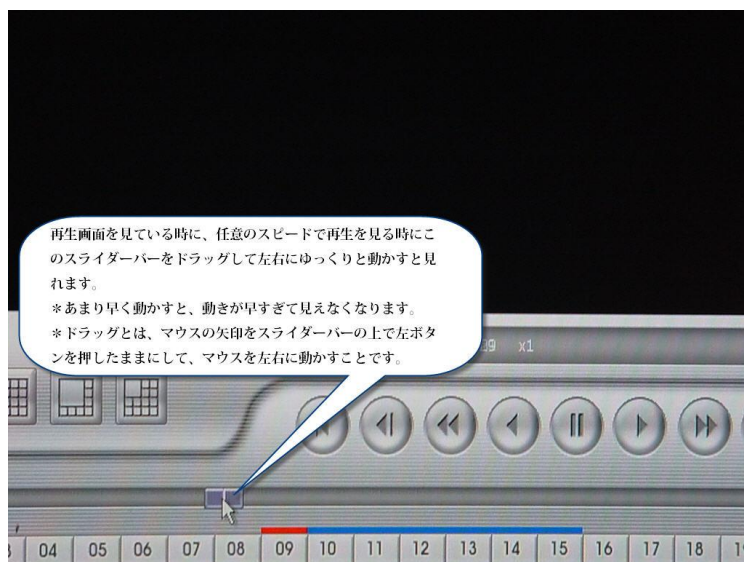 再生画面を見ている時に、任意のスピードで再生を見る時にこ
のスライダーバーをドラッグして左右にゆっくりと動かすと見
れます。
＊あまり早く動かすと、動きが早すぎて見えなくなります。
＊ドラッグとは、マウスの矢印をスライダーバーの上で左ボタ
ンを押したままにして、マウスを左右に動かすことです。
x1
04 05 06 07 08 09 10 11 12 13 14 15 16 17 18